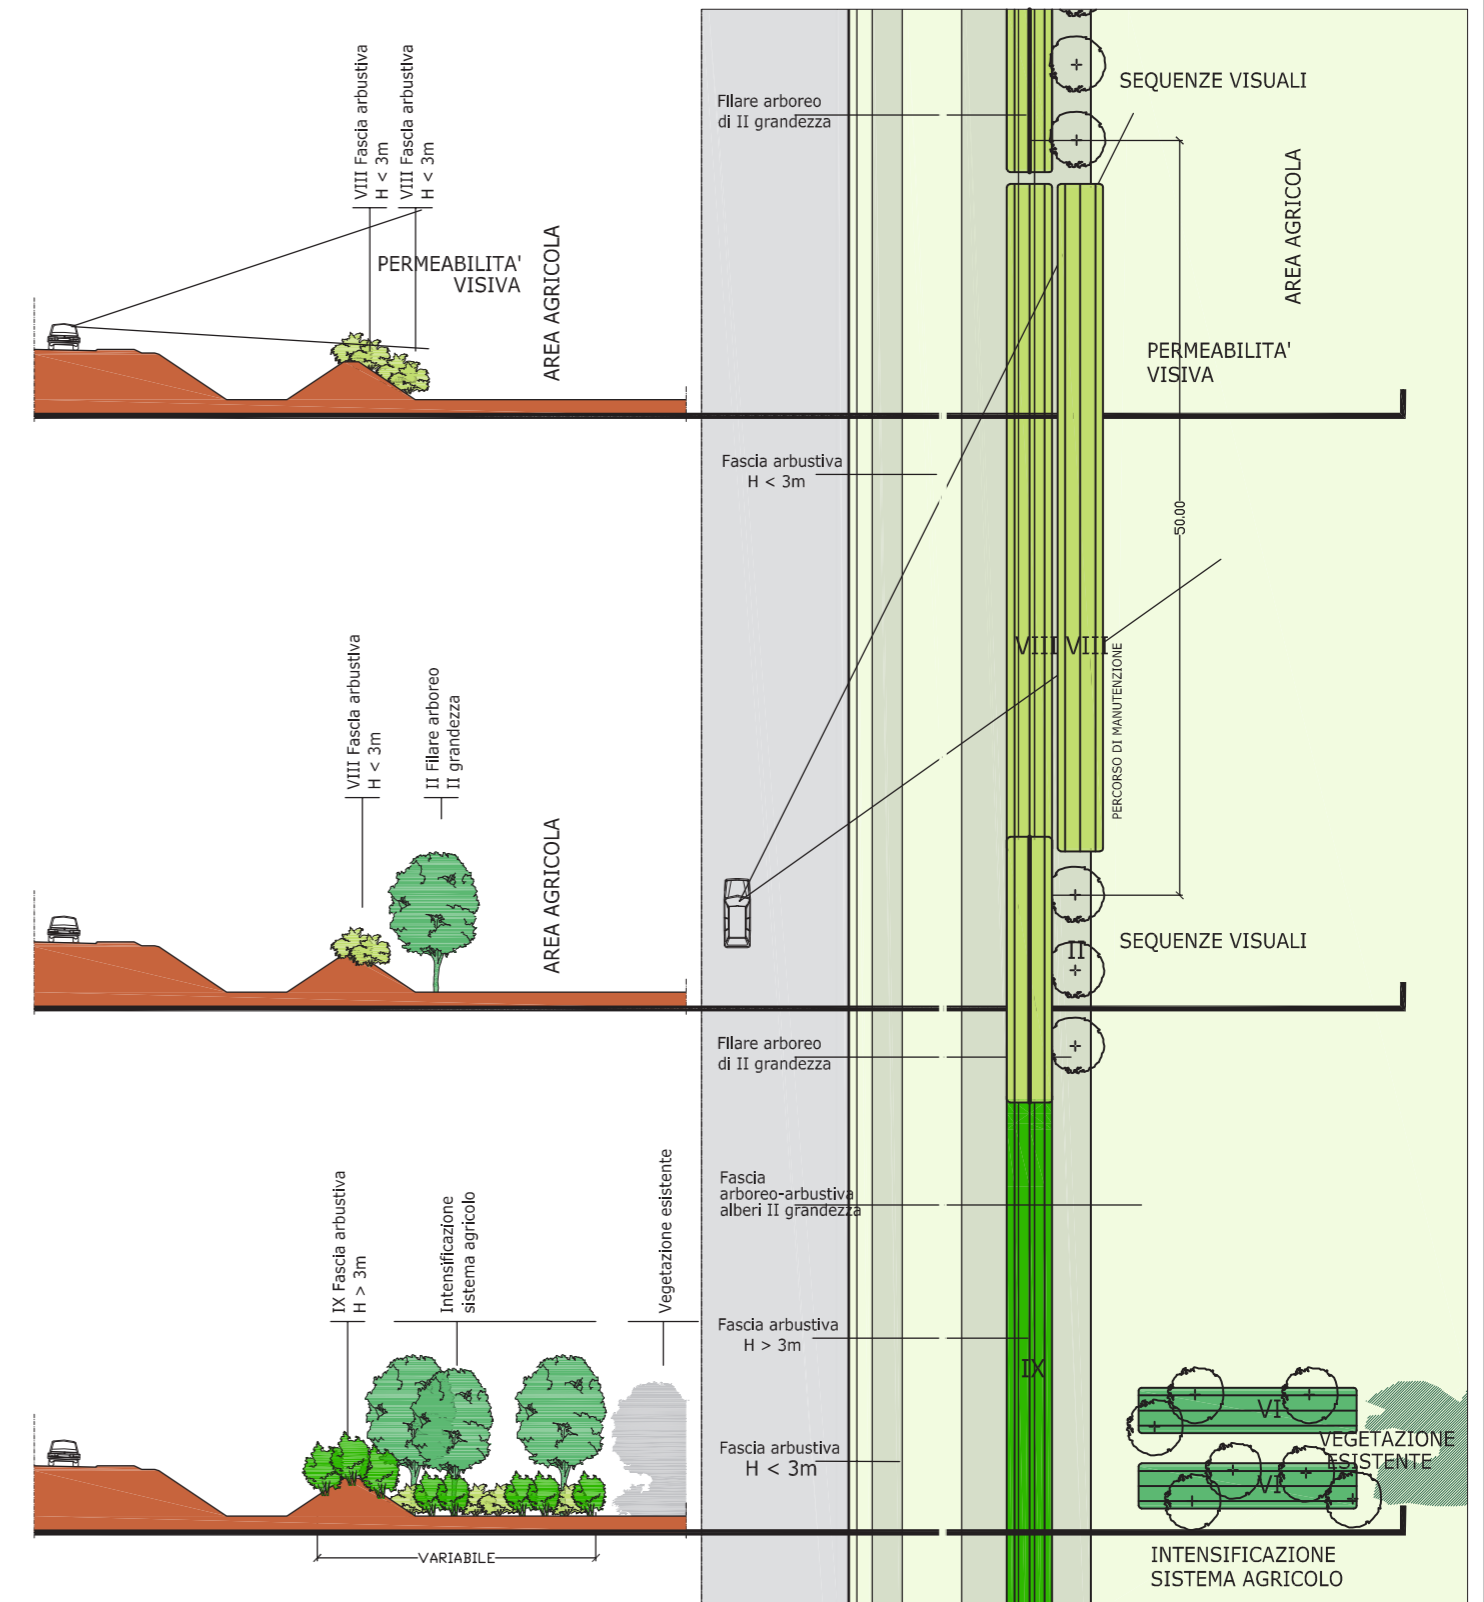 VIII Fascia arbustiva
H < 3m
VIII Fascia arbustiva
H < 3m
PERMEABILITA'
VISIVA
AREA AGRICOLA
VIII Fascia arbustiva
H < 3m
II Filare arboreo
II grandezza
AREA AGRICOLA
IX Fascia arbustiva
H > 3m
Intensificazione
sistema agricolo
Vegetazione esistente
VARIABILE
Filare arboreo
di II grandezza
SEQUENZE VISUALI
AREA AGRICOLA
PERMEABILITA'
VISIVA
Fascia arbustiva
H < 3m
50.00
VIII VIII
PERCORSO DI MANUTENZIONE
II
SEQUENZE VISUALI
Filare arboreo
di II grandezza
Fascia
arboreo-arbustiva
alberi II grandezza
Fascia arbustiva
H > 3m
IX
VI
VEGETAZIONE
ESISTENTE
Fascia arbustiva
H < 3m
VI
INTENSIFICAZIONE
SISTEMA AGRICOLO